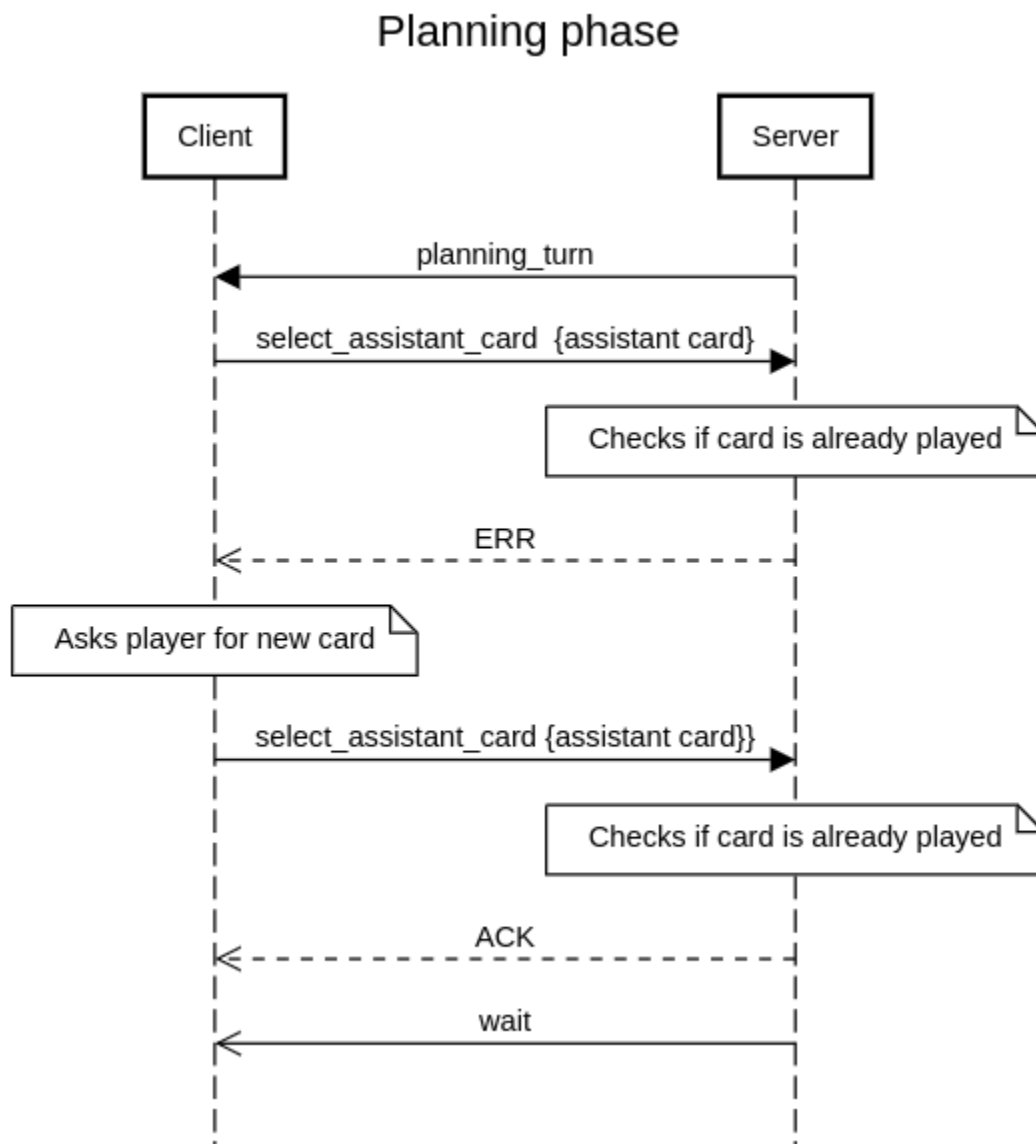 Planning phase
Client
Server
planning_turn
select_assistant_card  {assistant card}
Checks if card is already played
ERR
Asks player for new card
select_assistant_card {assistant card}}
Checks if card is already played
ACK
wait